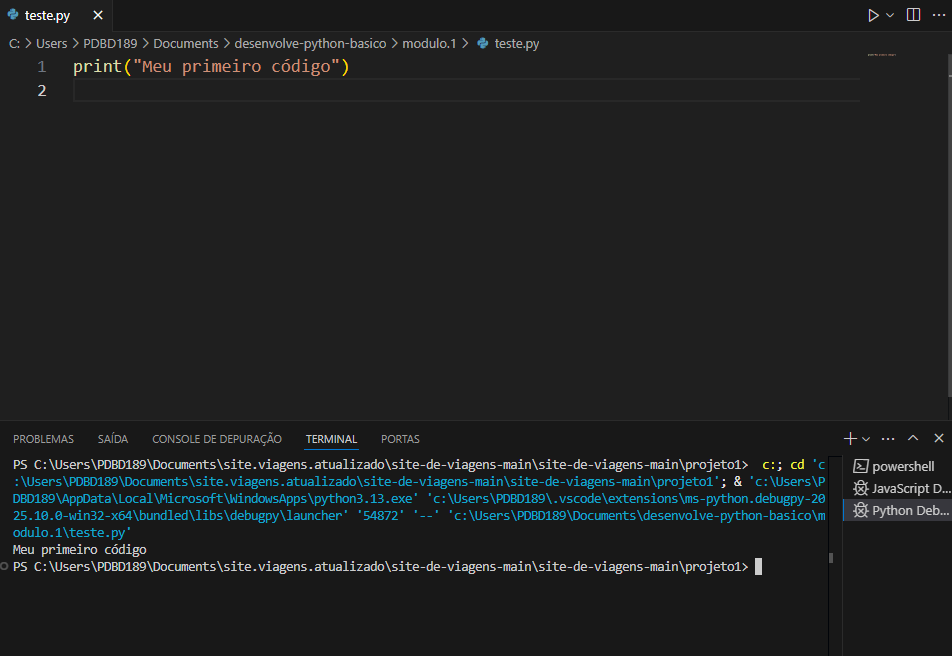 teste.py
C: > Users > PDBD189 > Documents > desenvolve-python-basico > modulo.1 > teste.py
1 print("Meu primeiro código")
2
PROBLEMAS SAÍDA CONSOLE DE DEPURAÇÃO TERMINAL PORTAS
PS C:\Users\PDBD189\Documents\site.viagens.atualizado\site-de-viagens-main\site-de-viagens-main\projeto1>  c:; cd 'c
:\Users\PDBD189\Documents\site.viagens.atualizado\site-de-viagens-main\site-de-viagens-main\projeto1'; & 'c:\Users\P
DBD189\AppData\Local\Microsoft\WindowsApps\python3.13.exe' 'c:\Users\PDBD189\.vscode\extensions\ms-python.debugpy-20
25.10.0-win32-x64\bundled\libs\debugpy\launcher' '54872' '--' 'c:\Users\PDBD189\Documents\desenvolve-python-basico\m
odulo.1\teste.py'
Meu primeiro código
PS C:\Users\PDBD189\Documents\site.viagens.atualizado\site-de-viagens-main\site-de-viagens-main\projeto1>
powershell
JavaScript D...
Python Deb...